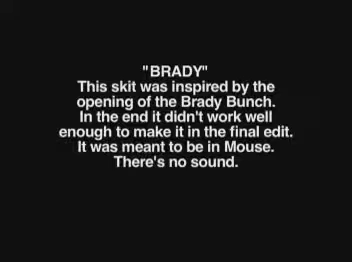 "BRADY"
This skit was inspired by the
opening of the Brady Bunch.
In the end it didn't work well
enough to make it in the final edit.
It was meant to be in Mouse.
There's no sound.